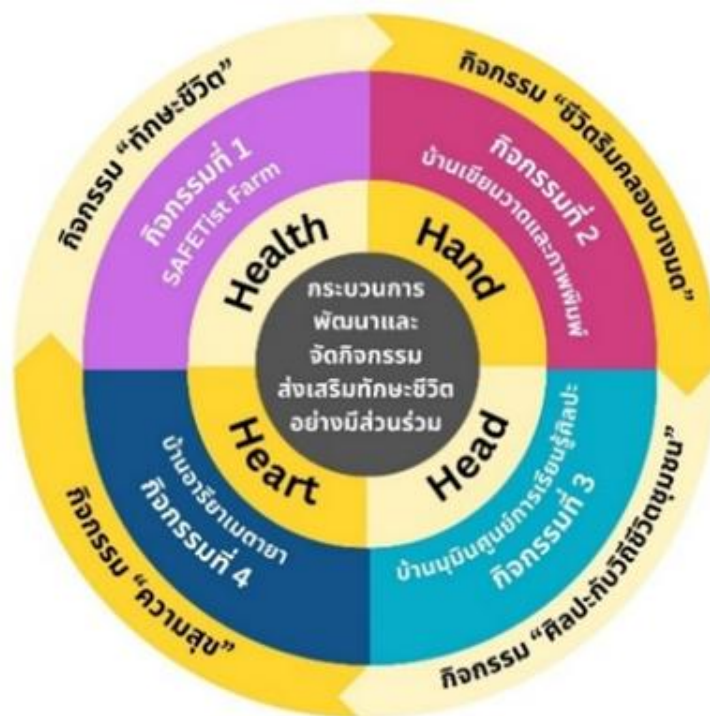 กิจกรรม “ทักษะชีวิต”
กิจกรรมที่ 1
SAFETist Farm
Health
กิจกรรม “ชีวิตริมคลองบางมด”
กิจกรรมที่ 2
บ้านเขียนวาดและภาพพิมพ์
Hand
กระบวนการ
พัฒนาและ
จัดกิจกรรม
ส่งเสริมทักษะชีวิต
อย่างมีส่วนร่วม
Head
บ้านนุมินศูนย์การเรียนรู้ศิลปะ
กิจกรรมที่ 3
กิจกรรม “ศิลปะกับวิถีชีวิตชุมชน”
Heart
บ้านอารียาเมตายา
กิจกรรมที่ 4
กิจกรรม “ความสุข”